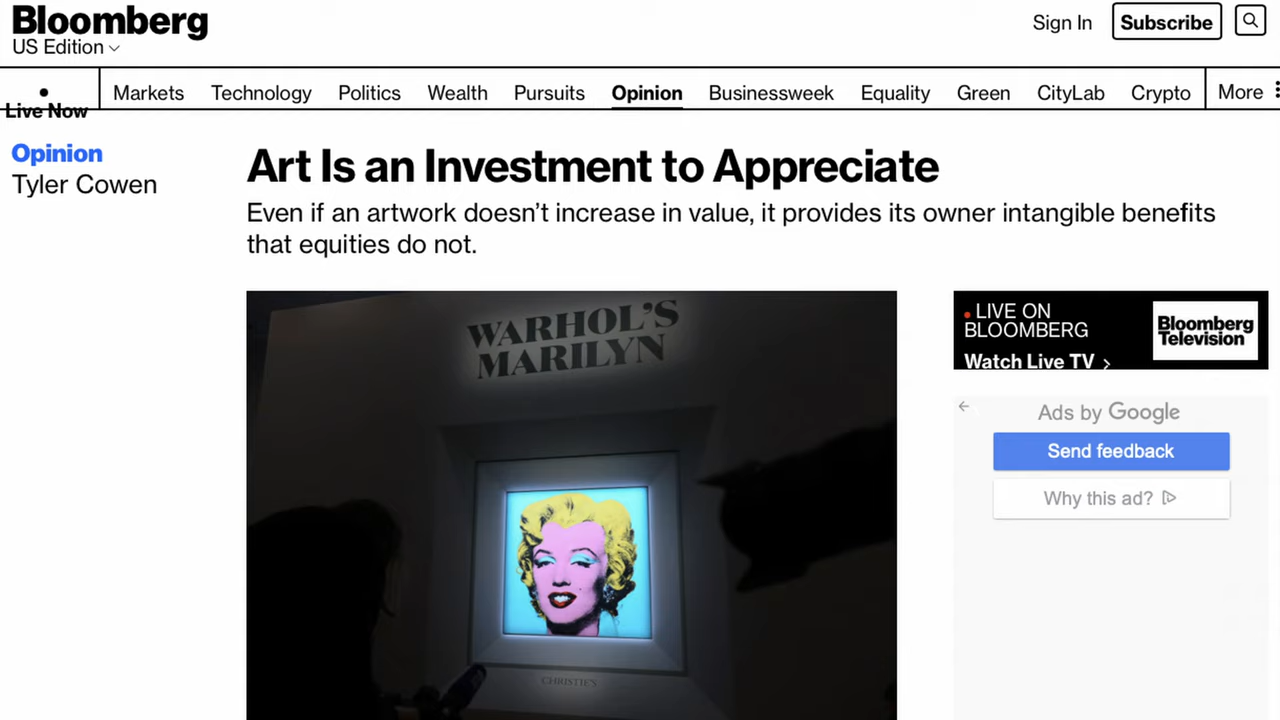 Bloomberg
US Edition
Sign In
Subscribe
Live Now
Markets
Technology
Politics
Wealth
Pursuits
Opinion
Businessweek
Equality
Green
CityLab
Crypto
More
Opinion
Tyler Cowen
Art Is an Investment to Appreciate
Even if an artwork doesn't increase in value, it provides its owner intangible benefits
that equities do not.
WARHOL'S
MARILYN
CHRISTIE'S
LIVE ON
BLOOMBERG
Watch Live TV
Bloomberg
Television
Ads by Google
Send feedback
Why this ad?